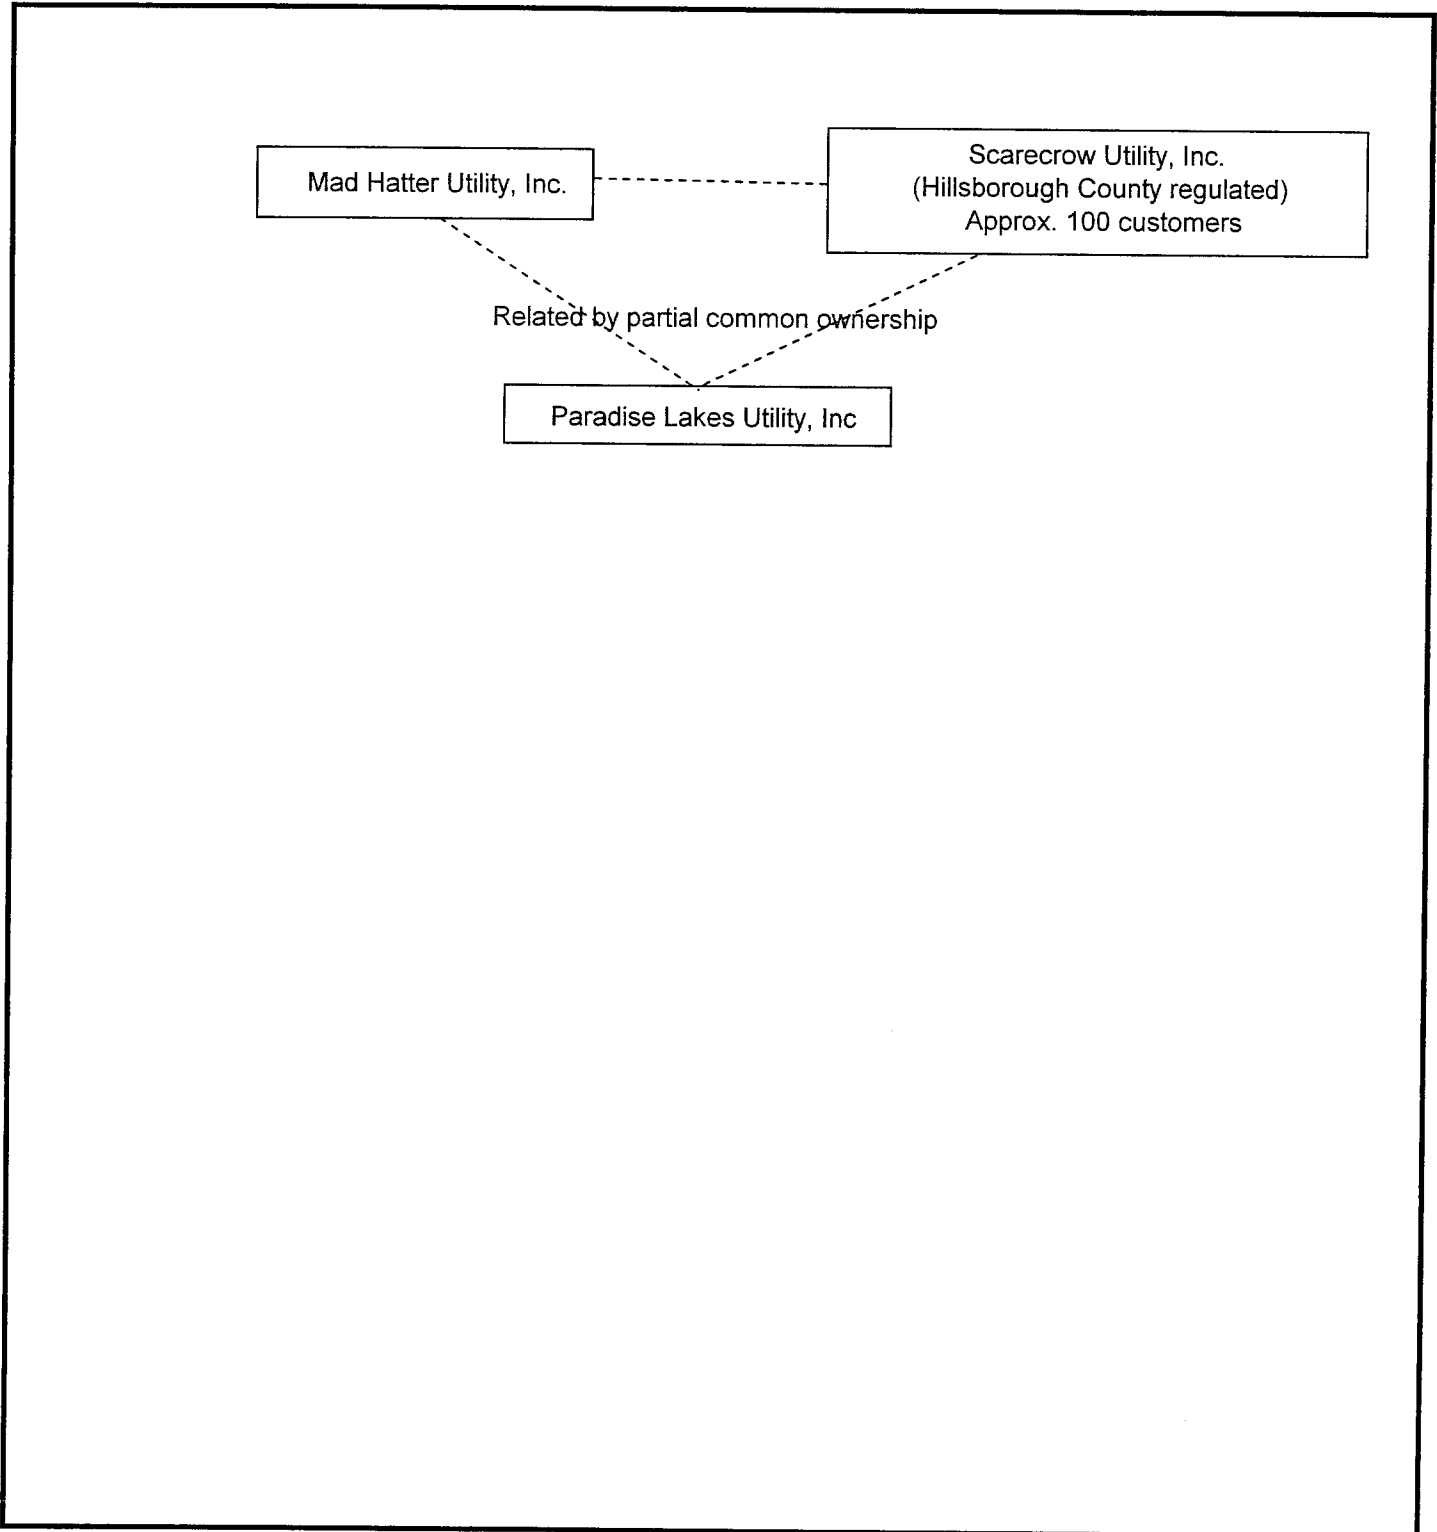 Mad Hatter Utility, Inc.
Scarecrow Utility, Inc.
(Hillsborough County regulated)
Approx. 100 customers
Related by partial common ownership
Paradise Lakes Utility, Inc